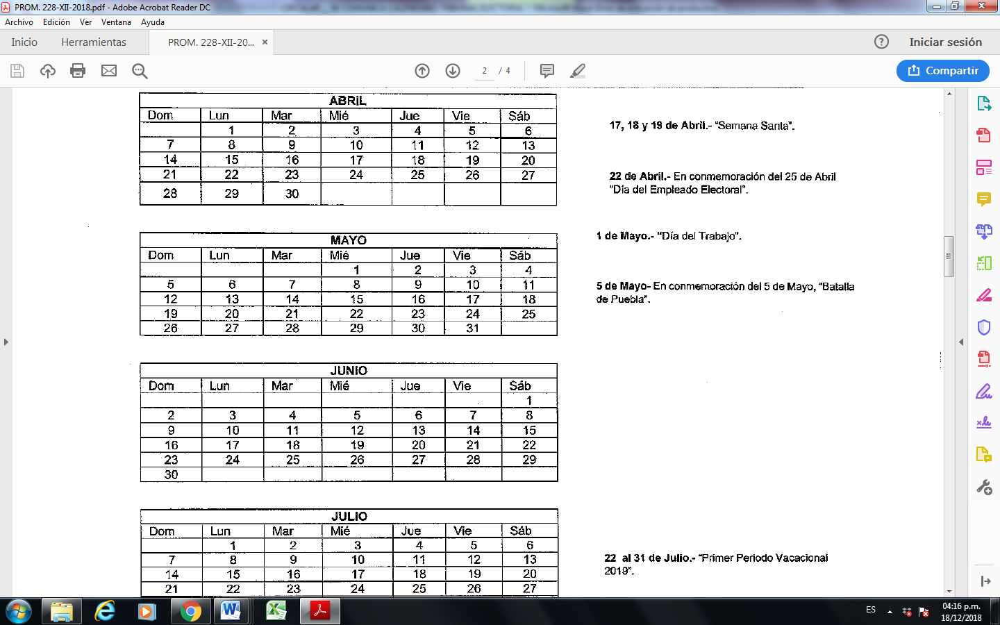 PROM. 228-XII-2018.pdf - Adobe Acrobat Reader DC
Archivo Edición Ver Ventana Ayuda
Inicio Herramientas PROM. 228-XII-20... × Iniciar sesión
2 / 4 Compartir
ABRIL
Dom Lun Mar Mié Jue Vie Sáb
1 2 3 4 5 6
7 8 9 10 11 12 13
14 15 16 17 18 19 20
21 22 23 24 25 26 27
28 29 30
17, 18 y 19 de Abril.- "Semana Santa".
22 de Abril.- En conmemoración del 25 de Abril
"Día del Empleado Electoral".
MAYO
Dom Lun Mar Mié Jue Vie Sáb
1 2 3 4
5 6 7 8 9 10 11
12 13 14 15 16 17 18
19 20 21 22 23 24 25
26 27 28 29 30 31
1 de Mayo.- "Día del Trabajo".
5 de Mayo- En conmemoración del 5 de Mayo, "Batalla
de Puebla".
JUNIO
Dom Lun Mar Mié Jue Vie Sáb
1
2 3 4 5 6 7 8
9 10 11 12 13 14 15
16 17 18 19 20 21 22
23 24 25 26 27 28 29
30
JULIO
Dom Lun Mar Mié Jue Vie Sáb
1 2 3 4 5 6
7 8 9 10 11 12 13
14 15 16 17 18 19 20
21 22 23 24 25 26 27
22 al 31 de Julio.- "Primer Periodo Vacacional
2019".
ES
04:16 p.m.
18/12/2018